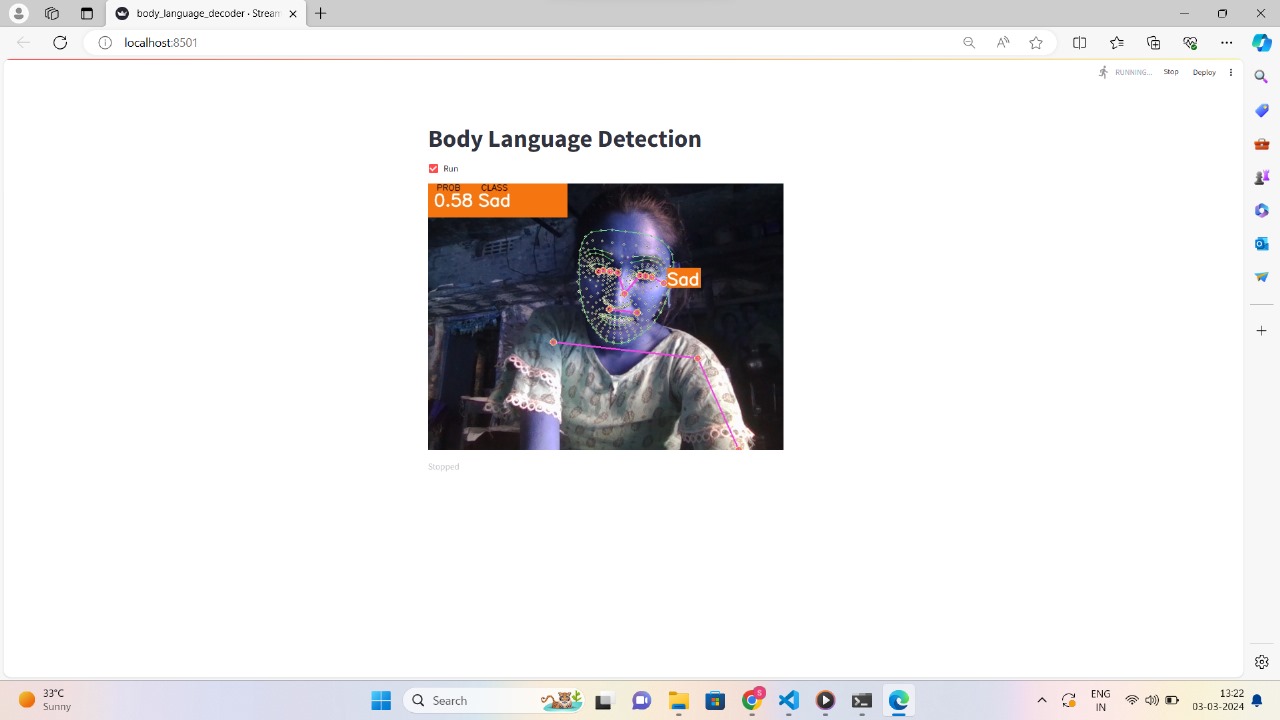 body_language_decoder · Stream
localhost:8501
RUNNING...
Stop
Deploy
Body Language Detection
Run
PROB CLASS
0.58 Sad
Sad
Stopped
33°C
Sunny
Search
S
ENG
IN
13:22
03-03-2024